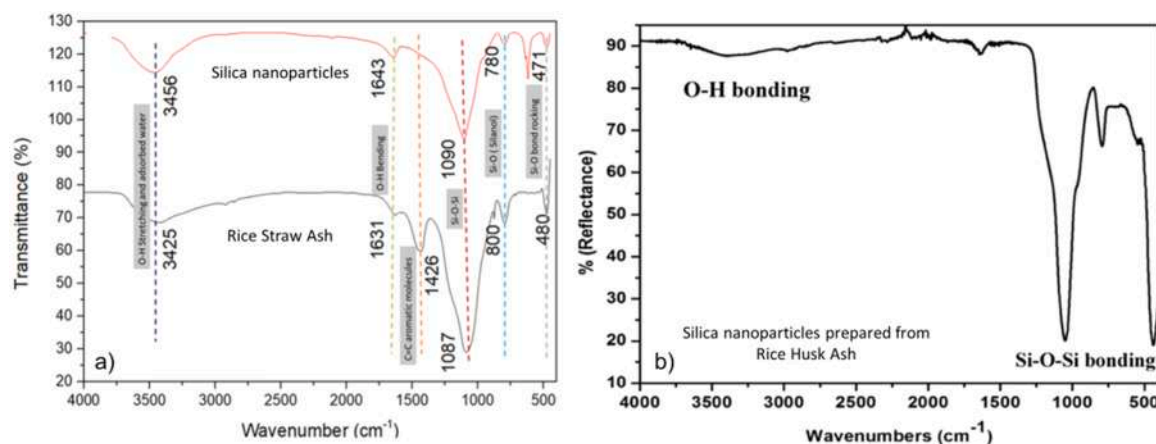 a)
130
120
110
100
90
80
70
60
50
40
30
20
Transmittance (%)
Silica nanoparticles
Rice Straw Ash
O-H Stretching and adsorbed water
3456
3425
O-H Bending
1643
1631
C=C aromatic molecules
1426
Si-O-Si
1090
1087
Si-O ( Silanol)
780
800
Si-O bond rocking
471
480
4000 3500 3000 2500 2000 1500 1000 500
Wavenumber (cm-1)
b)
90
80
70
60
50
40
30
20
10
% (Reflectance)
O-H bonding
Silica nanoparticles prepared from
Rice Husk Ash
Si-O-Si bonding
4000 3500 3000 2500 2000 1500 1000 500
Wavenumbers (cm-1)